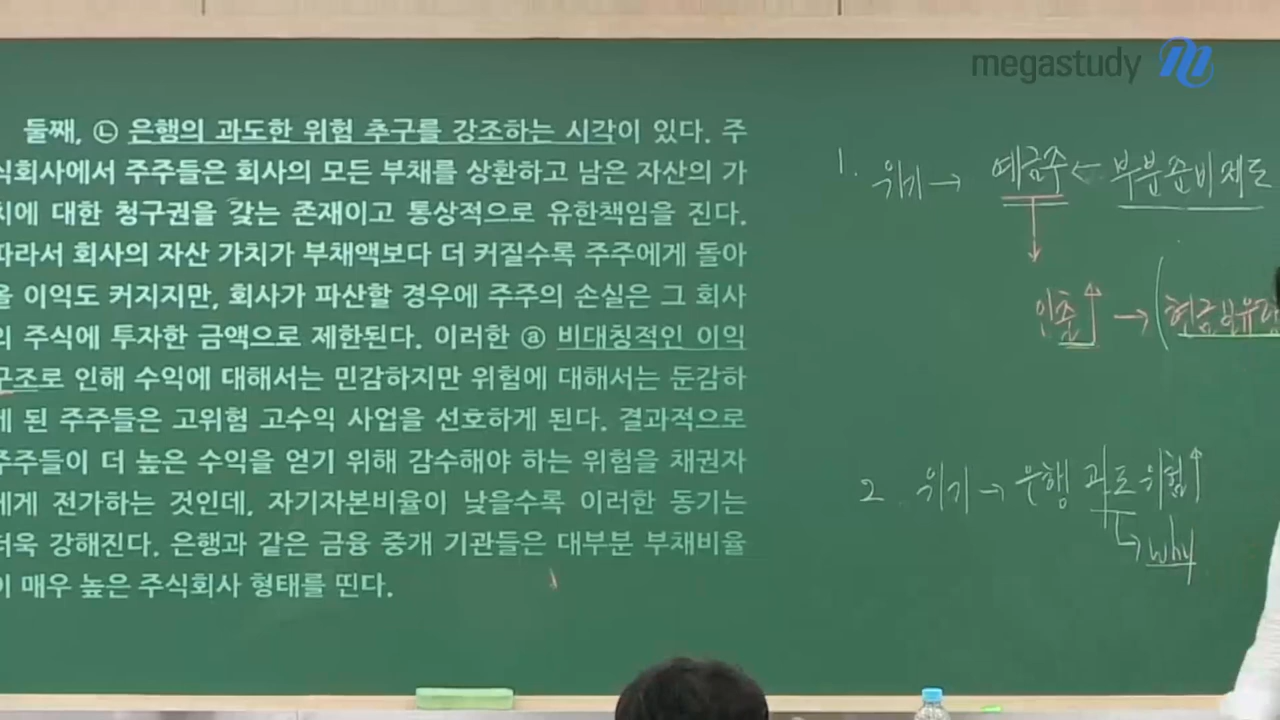 megastudy
둘째, ㉡ 은행의 과도한 위험 추구를 강조하는 시각이 있다. 주
식회사에서 주주들은 회사의 모든 부채를 상환하고 남은 자산의 가
치에 대한 청구권을 갖는 존재이고 통상적으로 유한책임을 진다.
따라서 회사의 자산 가치가 부채액보다 더 커질수록 주주에게 돌아
올 이익도 커지지만, 회사가 파산할 경우에 주주의 손실은 그 회사
의 주식에 투자한 금액으로 제한된다. 이러한 ⓐ 비대칭적인 이익
구조로 인해 수익에 대해서는 민감하지만 위험에 대해서는 둔감하
게 된 주주들은 고위험 고수익 사업을 선호하게 된다. 결과적으로
주주들이 더 높은 수익을 얻기 위해 감수해야 하는 위험을 채권자
에게 전가하는 것인데, 자기자본비율이 낮을수록 이러한 동기는
더욱 강해진다. 은행과 같은 금융 중개 기관들은 대부분 부채비율
이 매우 높은 주식회사 형태를 띤다.
1. 위기 → 예금주 ← 부분준비제도
인출↑ → (현금보유
2. 위기 → 은행 과도 위험↑
↳ why